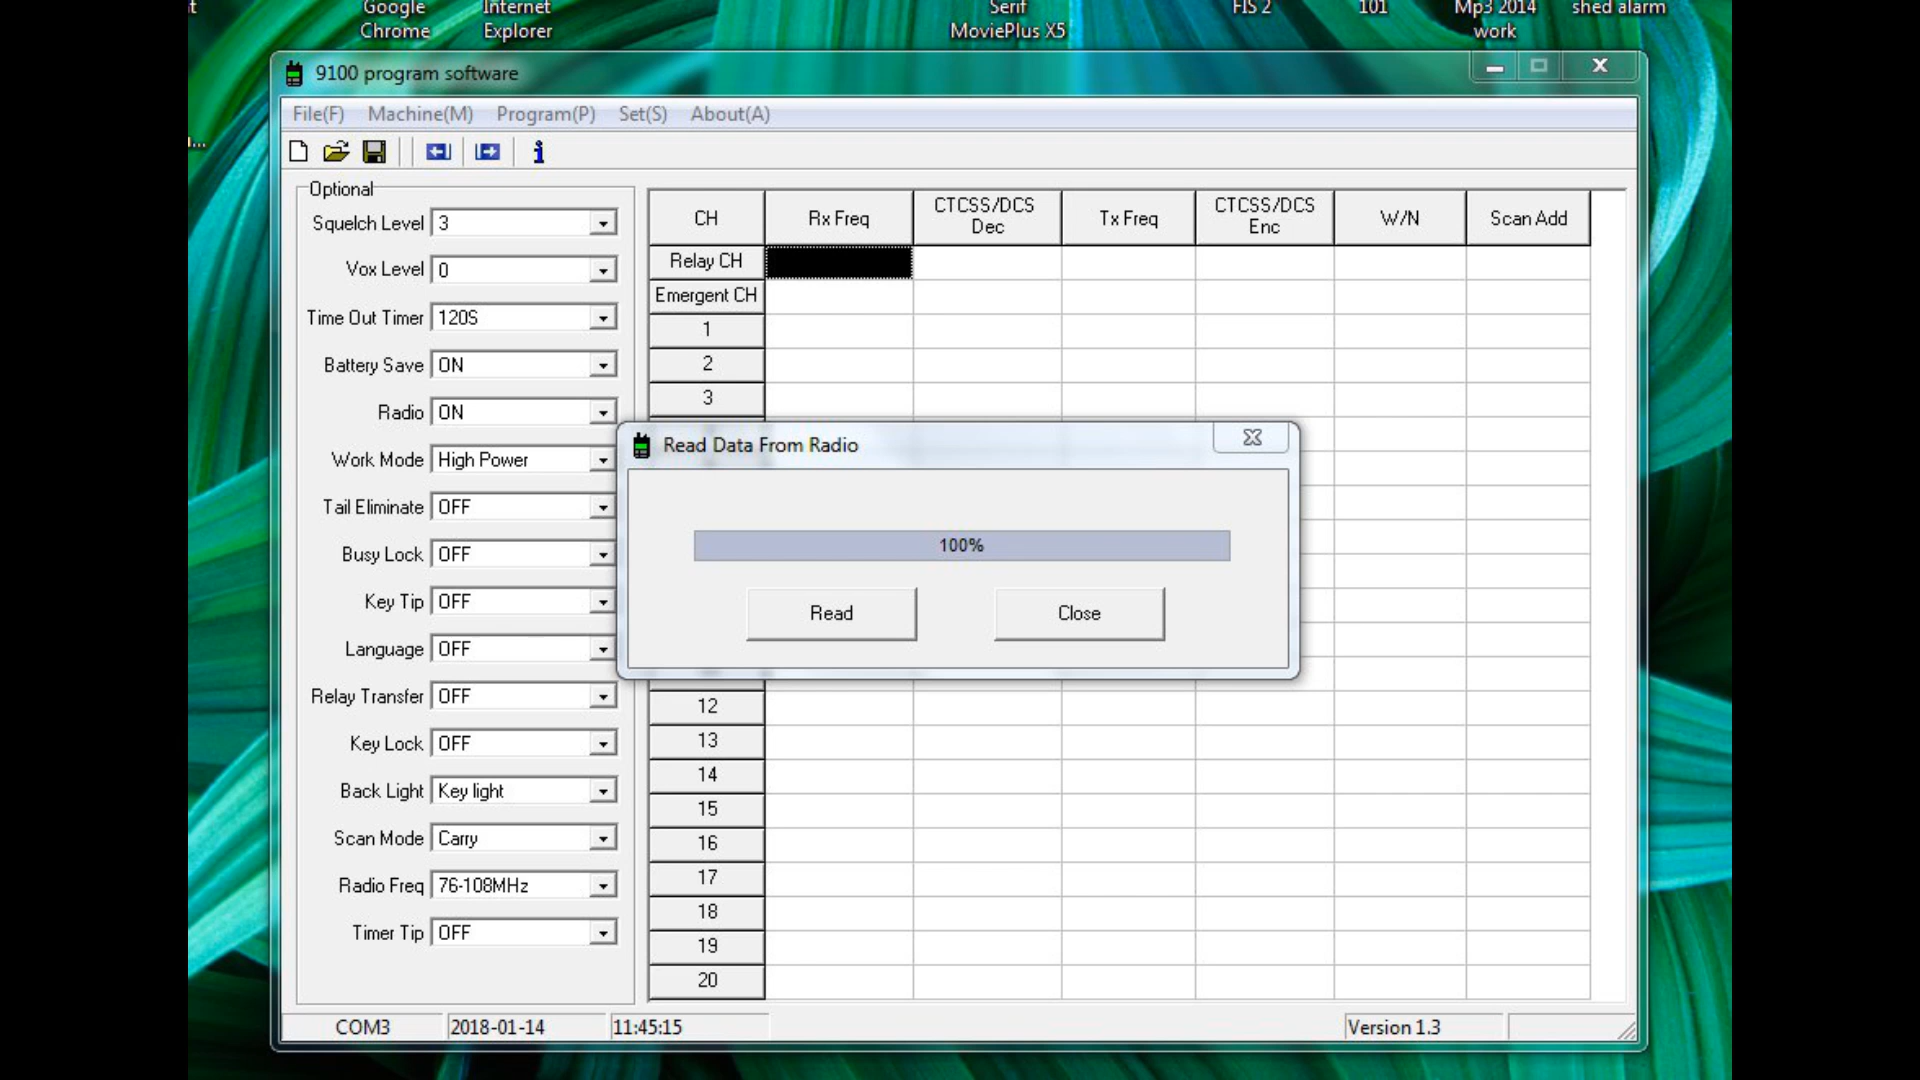 Google
Chrome
Internet
Explorer
Serif
MoviePlus X5
FIS 2
101
Mp3 2014
work
shed alarm
9100 program software
File(F) Machine(M) Program(P) Set(S) About(A)
Optional
Squelch Level 3
Vox Level 0
Time Out Timer 120S
Battery Save ON
Radio ON
Work Mode High Power
Tail Eliminate OFF
Busy Lock OFF
Key Tip OFF
Language OFF
Relay Transfer OFF
Key Lock OFF
Back Light Key light
Scan Mode Carry
Radio Freq 76-108MHz
Timer Tip OFF
CH
Rx Freq
CTCSS/DCS
Dec
Tx Freq
CTCSS/DCS
Enc
W/N
Scan Add
Relay CH
Emergent CH
1
2
3
Read Data From Radio
100%
Read Close
12
13
14
15
16
17
18
19
20
COM3 2018-01-14 11:45:15 Version 1.3